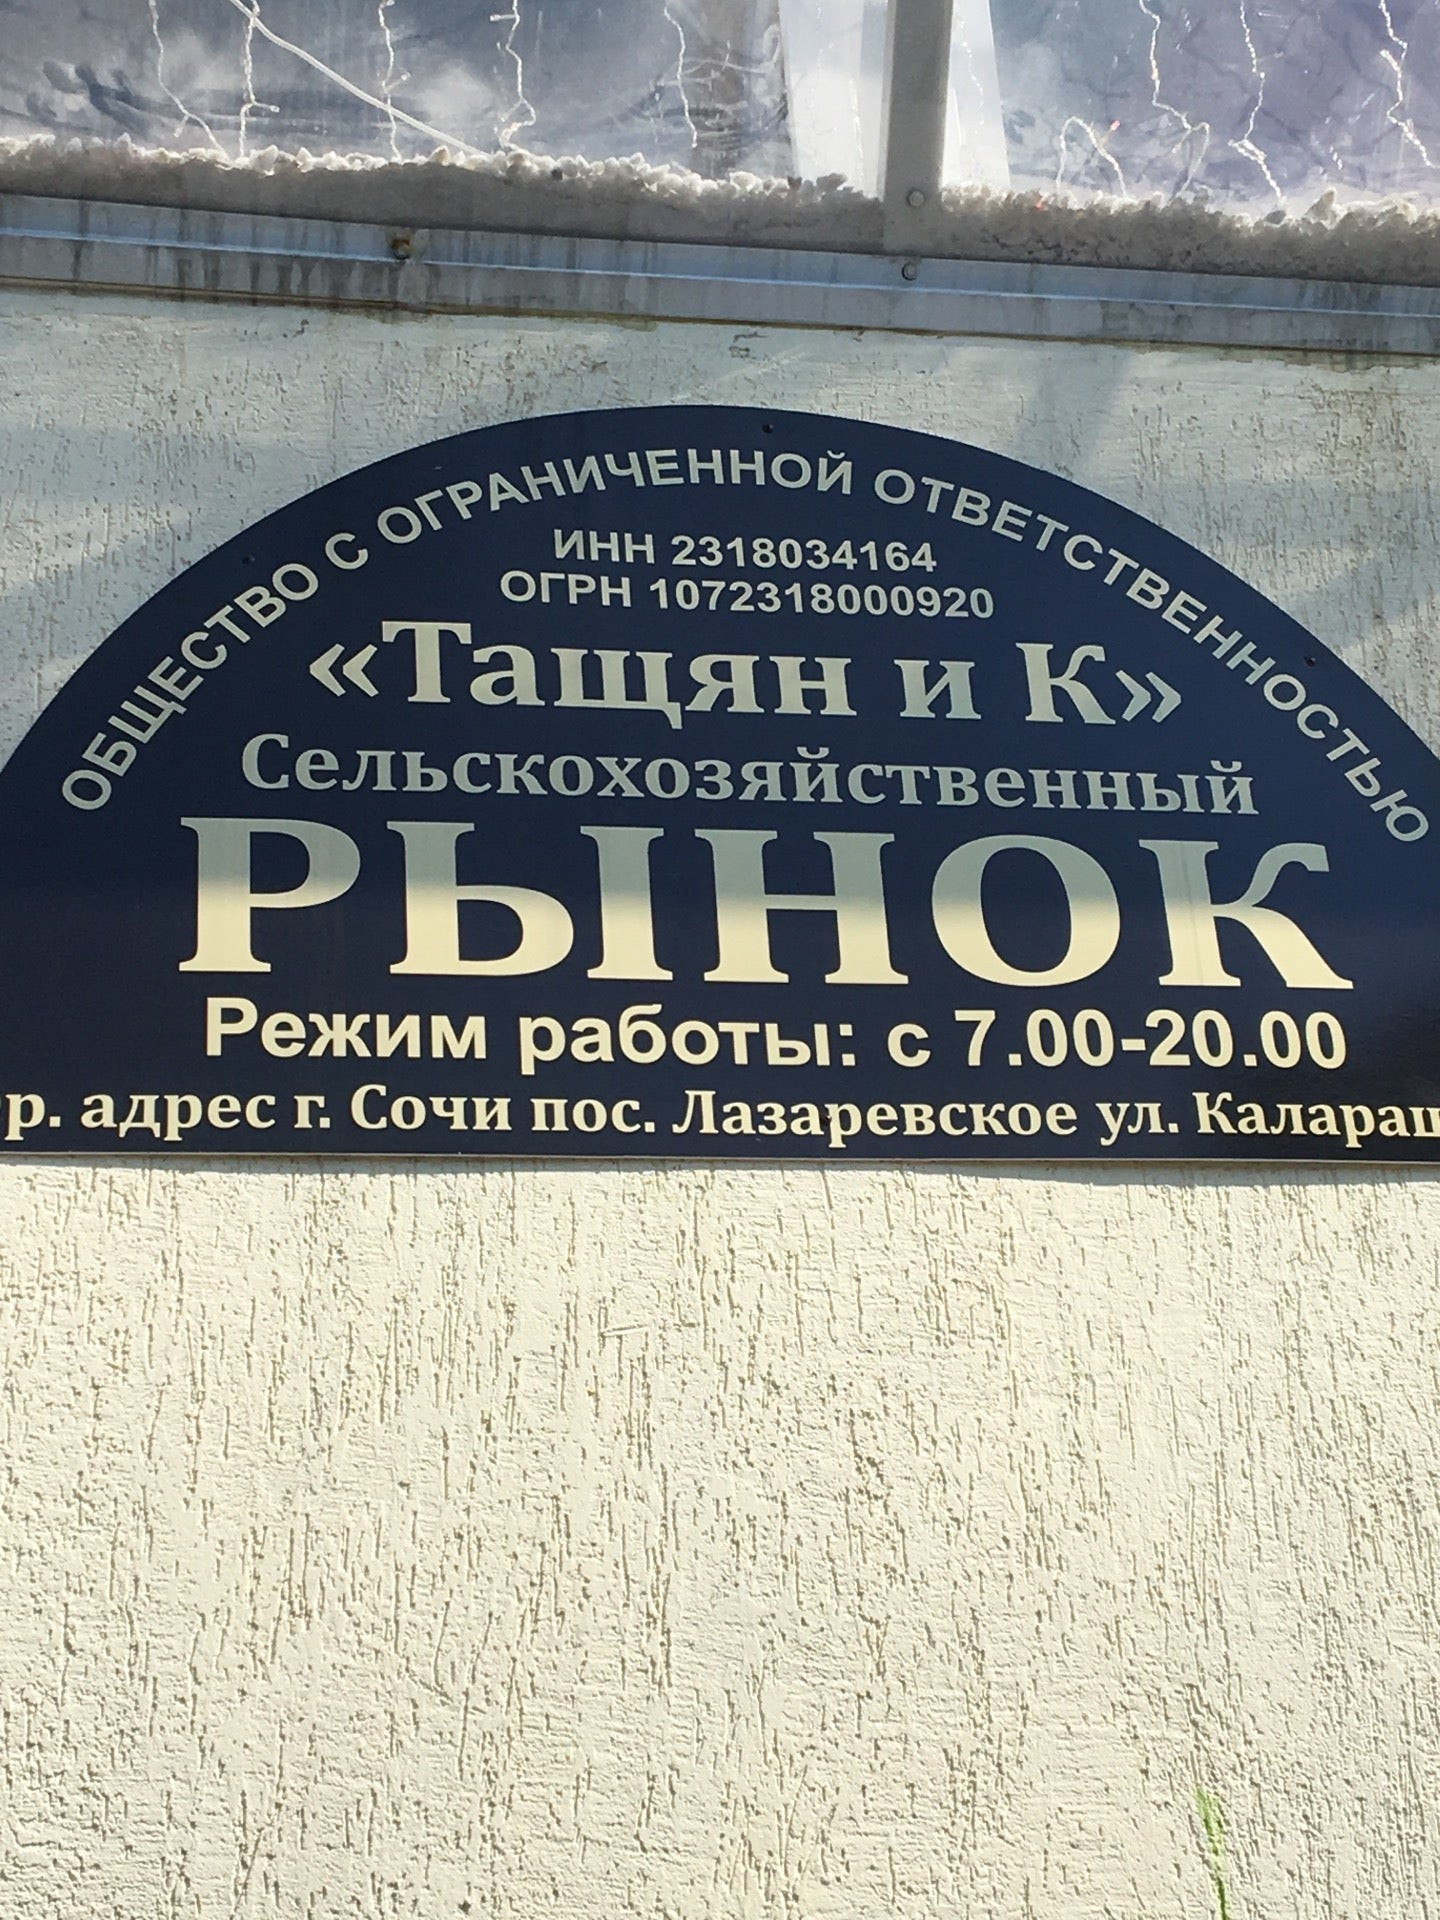 ОБЩЕСТВО С ОГРАНИЧЕННОЙ ОТВЕТСТВЕННОСТЬЮ
ИНН 2318034164
ОГРН 1072318000920
«Тащян и К»
Сельскохозяйственный
РЫНОК
Режим работы: с 7.00-20.00
адрес г. Сочи пос. Лазаревское ул.